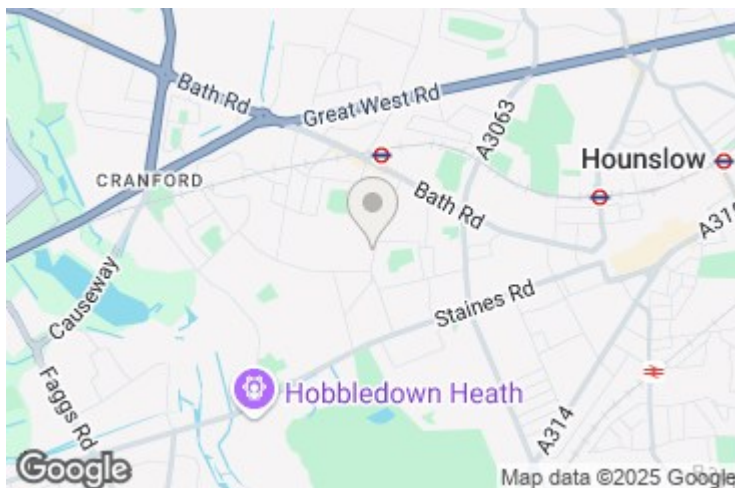 Bath Rd
Great West Rd
A3063
Hounslow
CRANFORD
Bath Rd
A31
Causeway
Staines Rd
Faggs Rd
Hobbledown Heath
A314
Google
Map data ©2025 Google